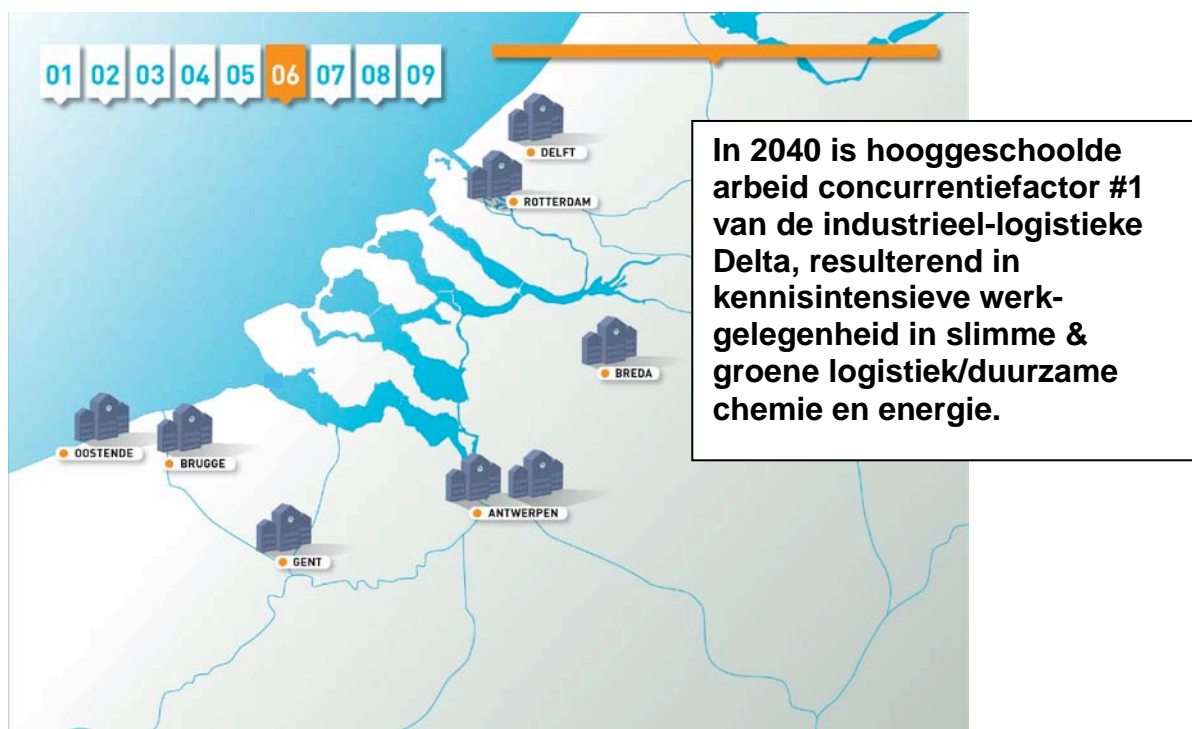 01 02 03 04 05 06 07 08 09
DELFT
ROTTERDAM
In 2040 is hooggeschoolde
arbeid concurrentiefactor #1
van de industrieel-logistieke
Delta, resulterend in
kennisintensieve werk-
gelegenheid in slimme &
groene logistiek/duurzame
chemie en energie.
BREDA
OOSTENDE
BRUGGE
ANTWERPEN
GENT